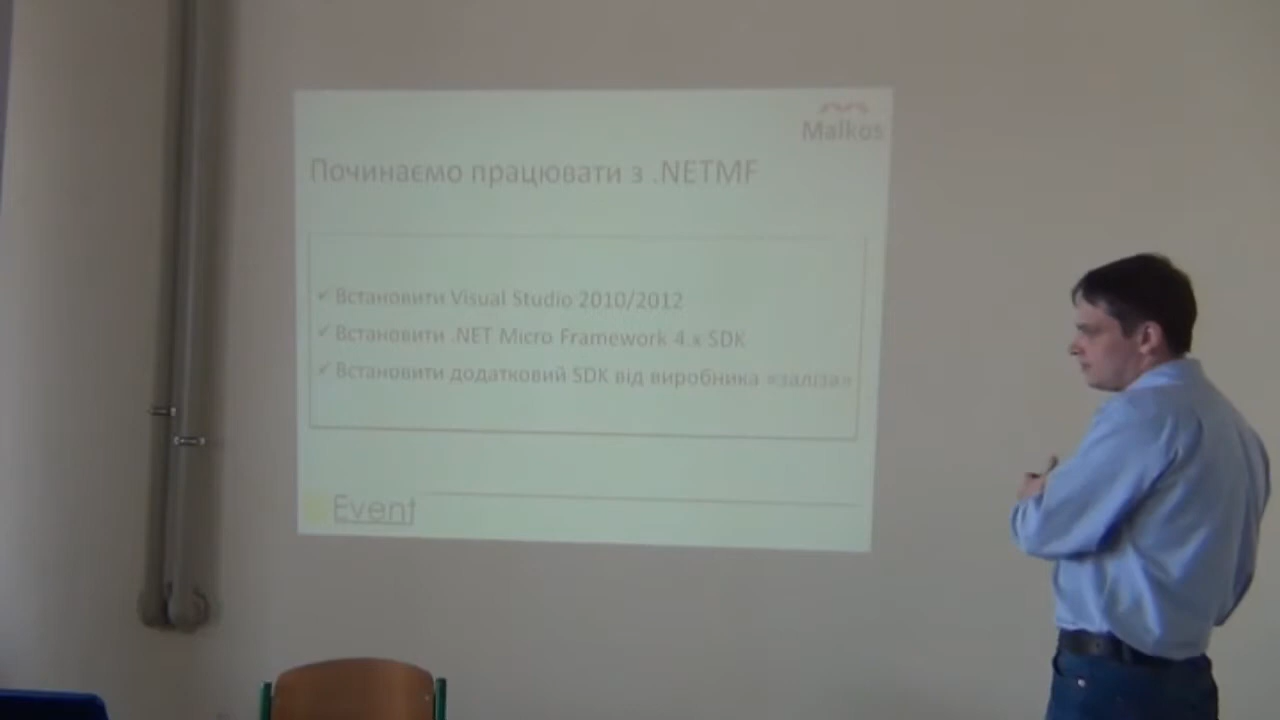 Malkos
Починаємо працювати з .NETMF
✓ Встановити Visual Studio 2010/2012
✓ Встановити .NET Micro Framework 4.x SDK
✓ Встановити додатковий SDK від виробника «заліза»
Event